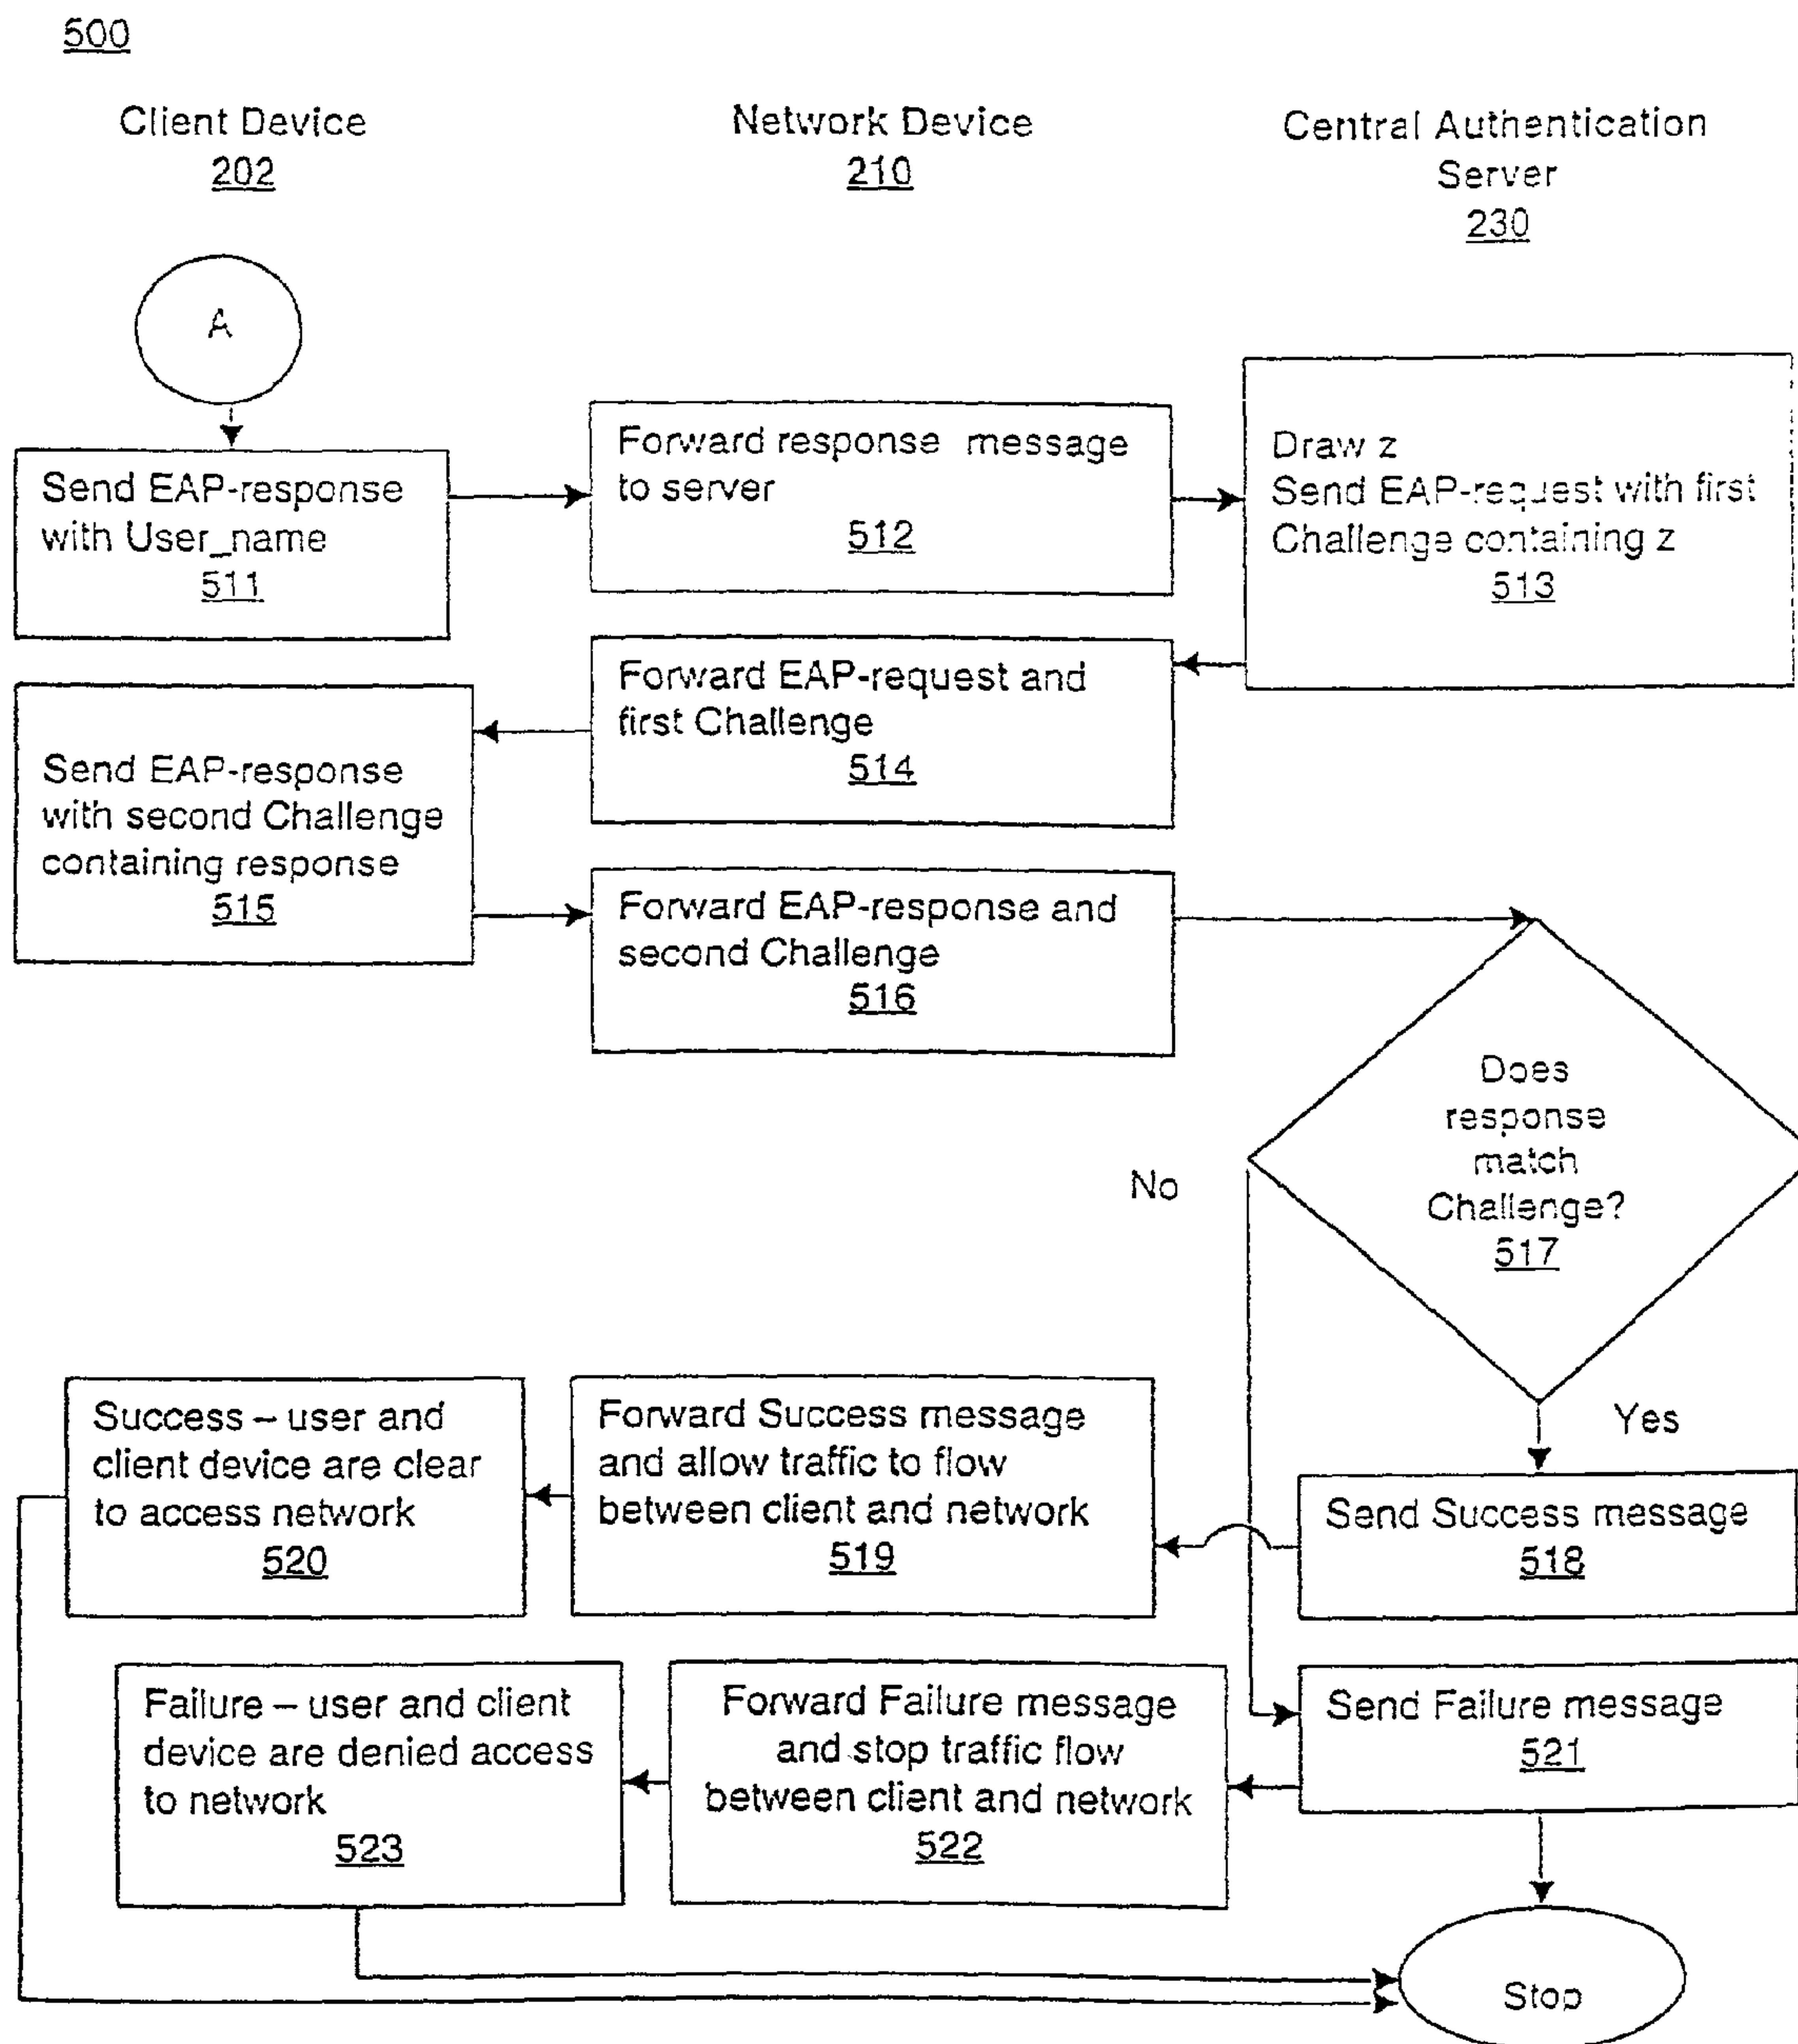 500
Client Device
202
Network Device
210
Central Authentication
Server
230
A
Send EAP-response
with User_name
511
Forward response message
to server
512
Draw z
Send EAP-request with first
Challenge containing z
513
Forward EAP-request and
first Challenge
514
Send EAP-response
with second Challenge
containing response
515
Forward EAP-response and
second Challenge
516
Does
response
match
Challenge?
517
No
Yes
Success – user and
client device are clear
to access network
520
Forward Success message
and allow traffic to flow
between client and network
519
Send Success message
518
Failure – user and client
device are denied access
to network
523
Forward Failure message
and stop traffic flow
between client and network
522
Send Failure message
521
Stop